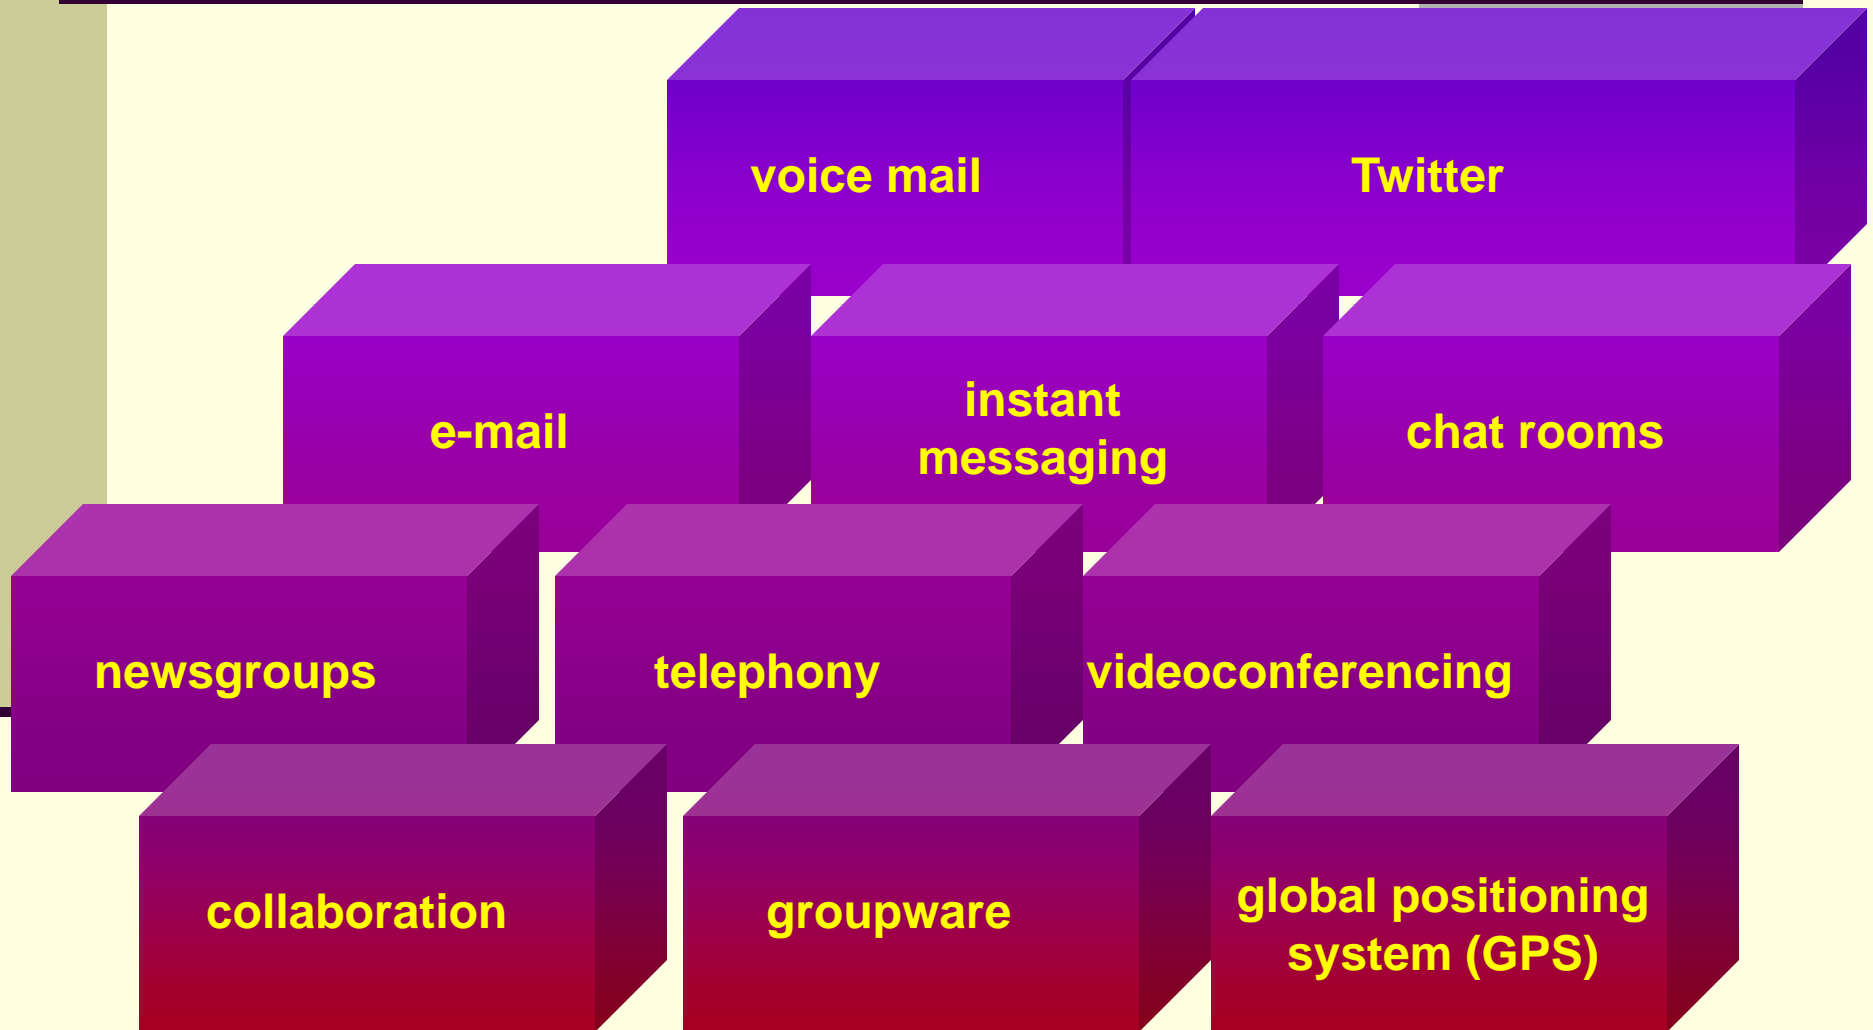 voice mail
Twitter
e-mail
instant
messaging
chat rooms
newsgroups
telephony
videoconferencing
collaboration
groupware
global positioning
system (GPS)